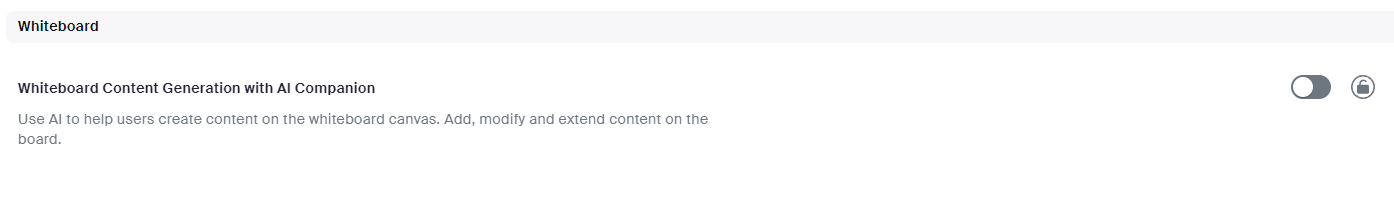 Whiteboard
Whiteboard Content Generation with AI Companion
Use AI to help users create content on the whiteboard canvas. Add, modify and extend content on the
board.